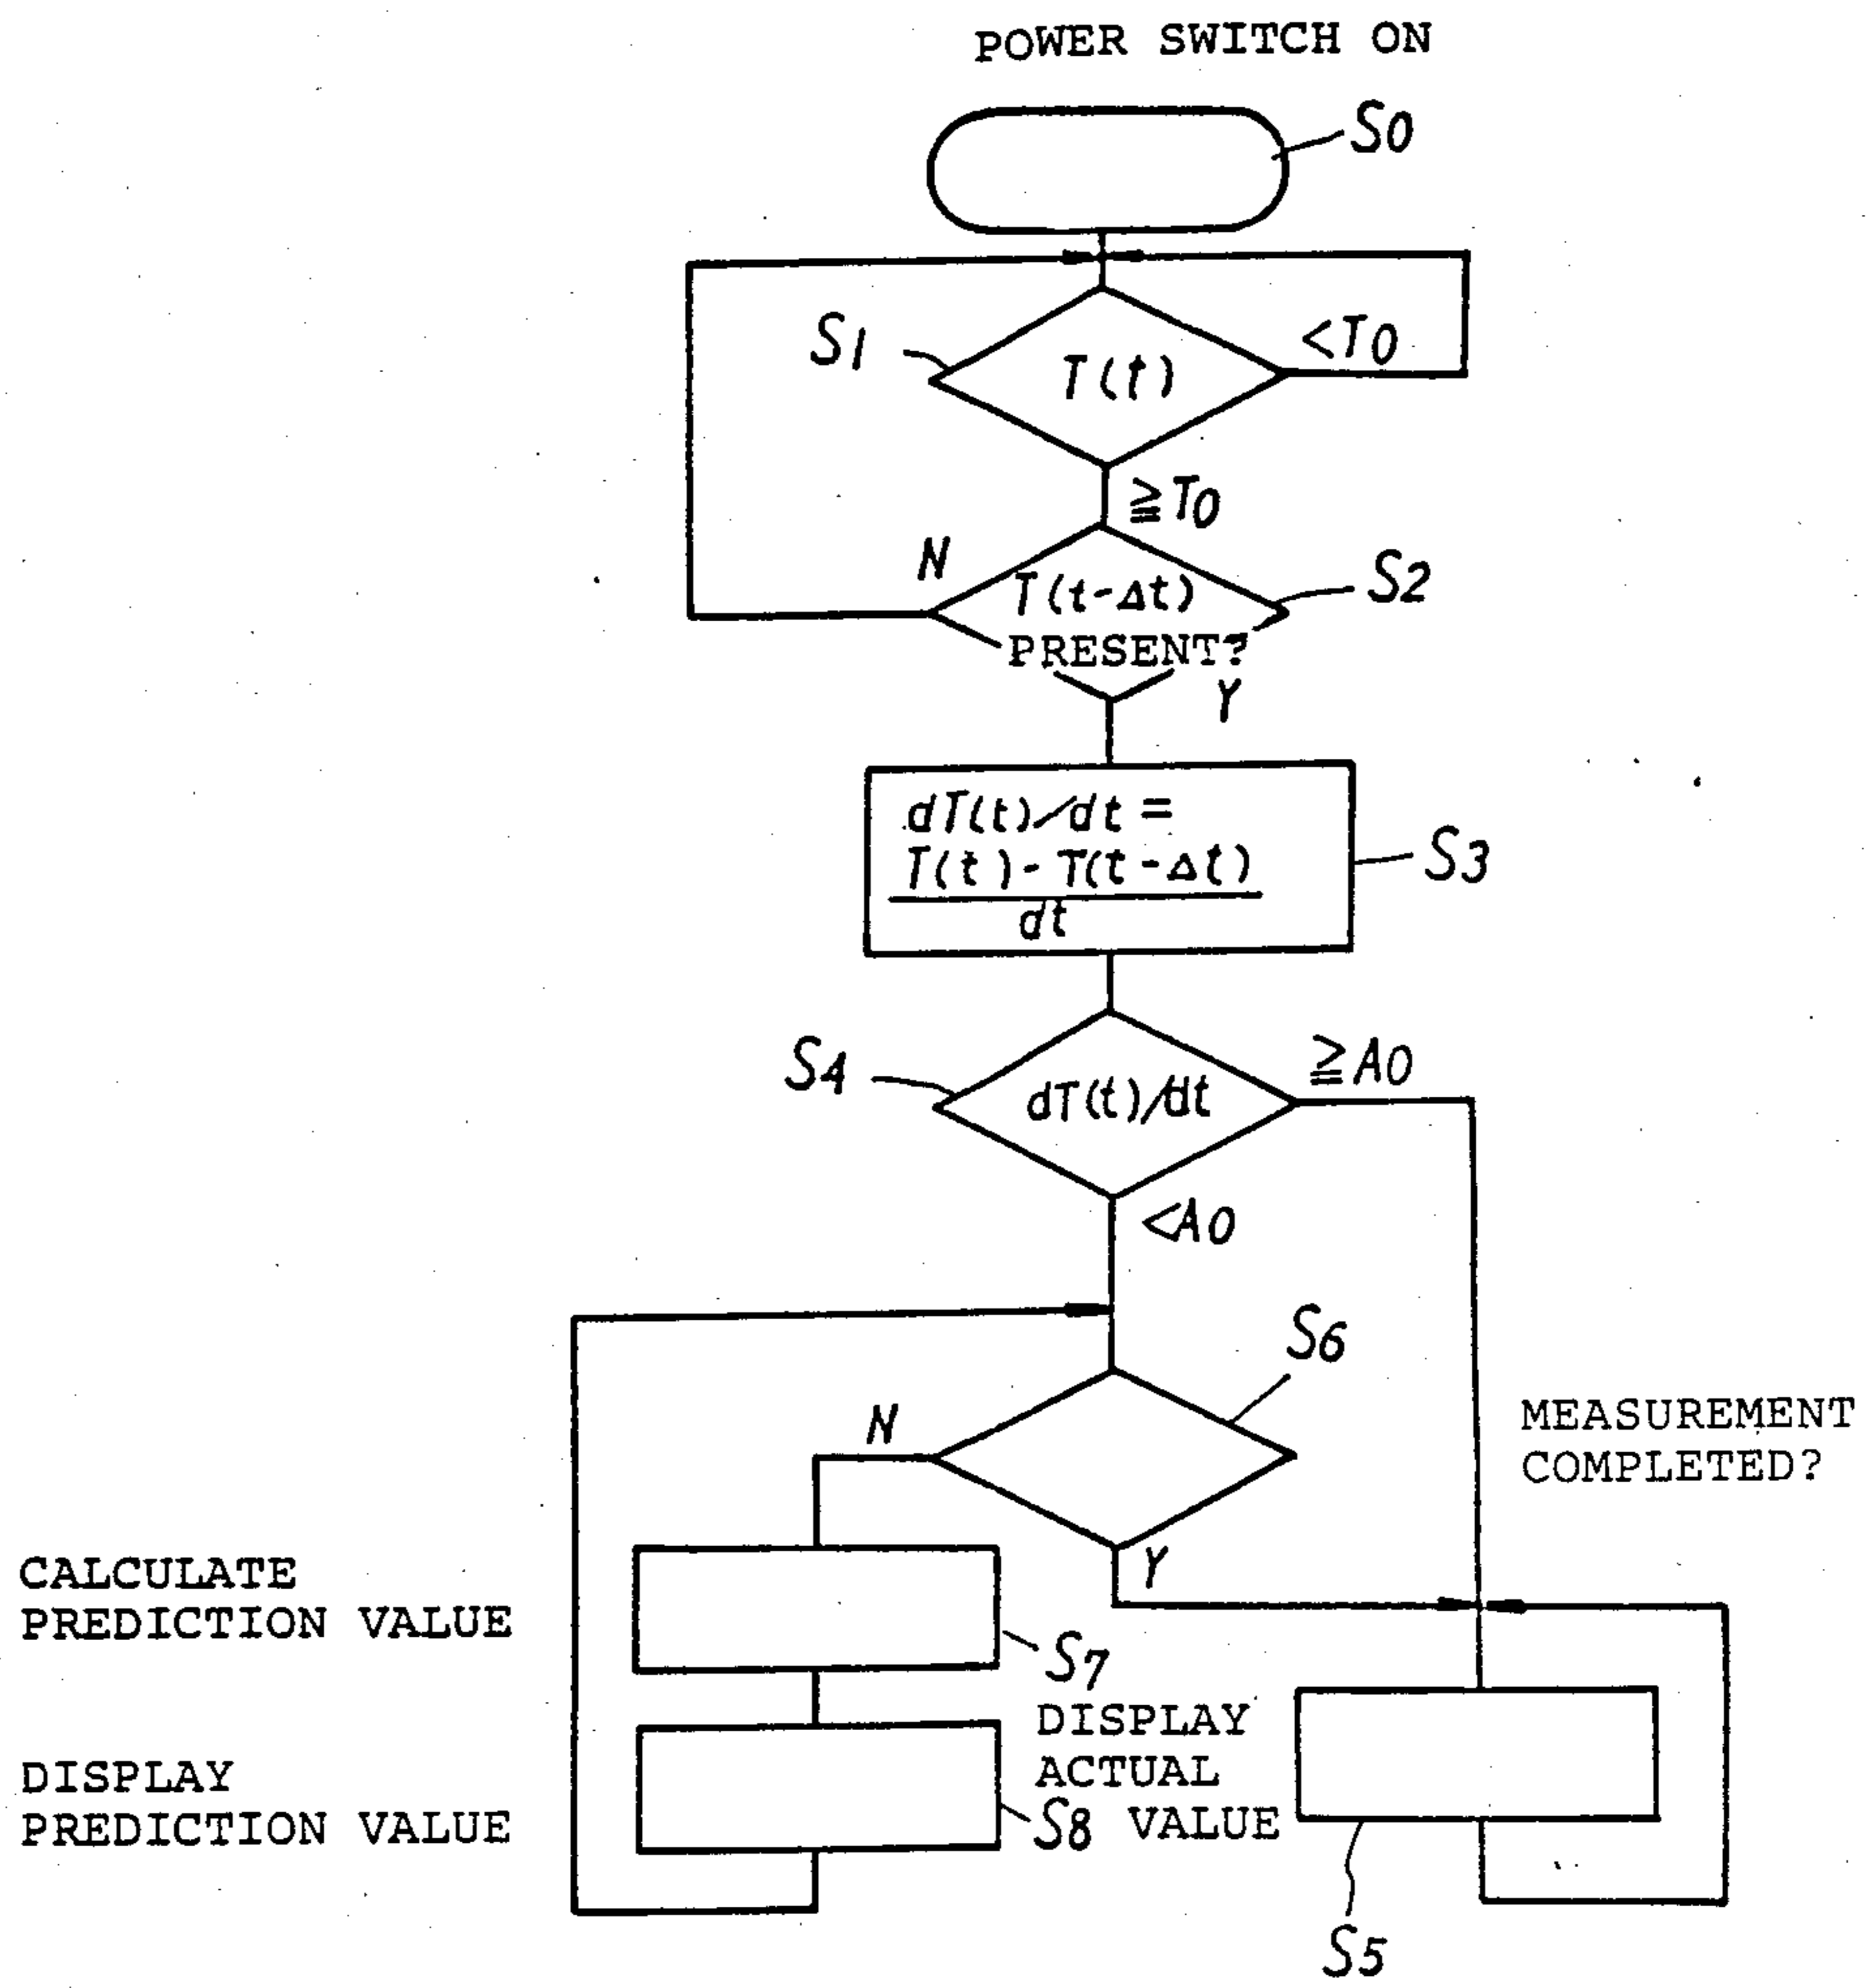 POWER SWITCH ON
S0
S1
T(t)
<T0
≧T0
N
T(t-Δt)
PRESENT?
S2
Y
dT(t)/dt =
T(t)-T(t-Δt)
dt
S3
S4
dT(t)/dt
≧A0
<A0
S6
N
MEASUREMENT
COMPLETED?
Y
CALCULATE
PREDICTION VALUE
S7
DISPLAY
PREDICTION VALUE
S8
DISPLAY
ACTUAL
VALUE
S5